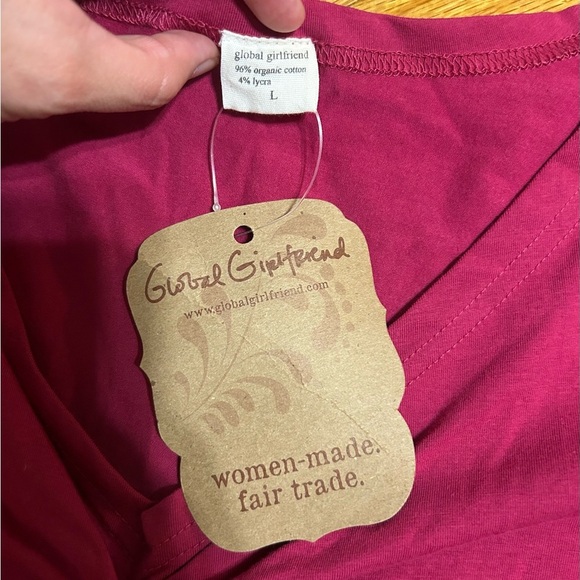 global girlfriend
96% organic cotton
4% lycra
L
Global Girlfriend
www.globalgirlfriend.com
women-made.
fair trade.